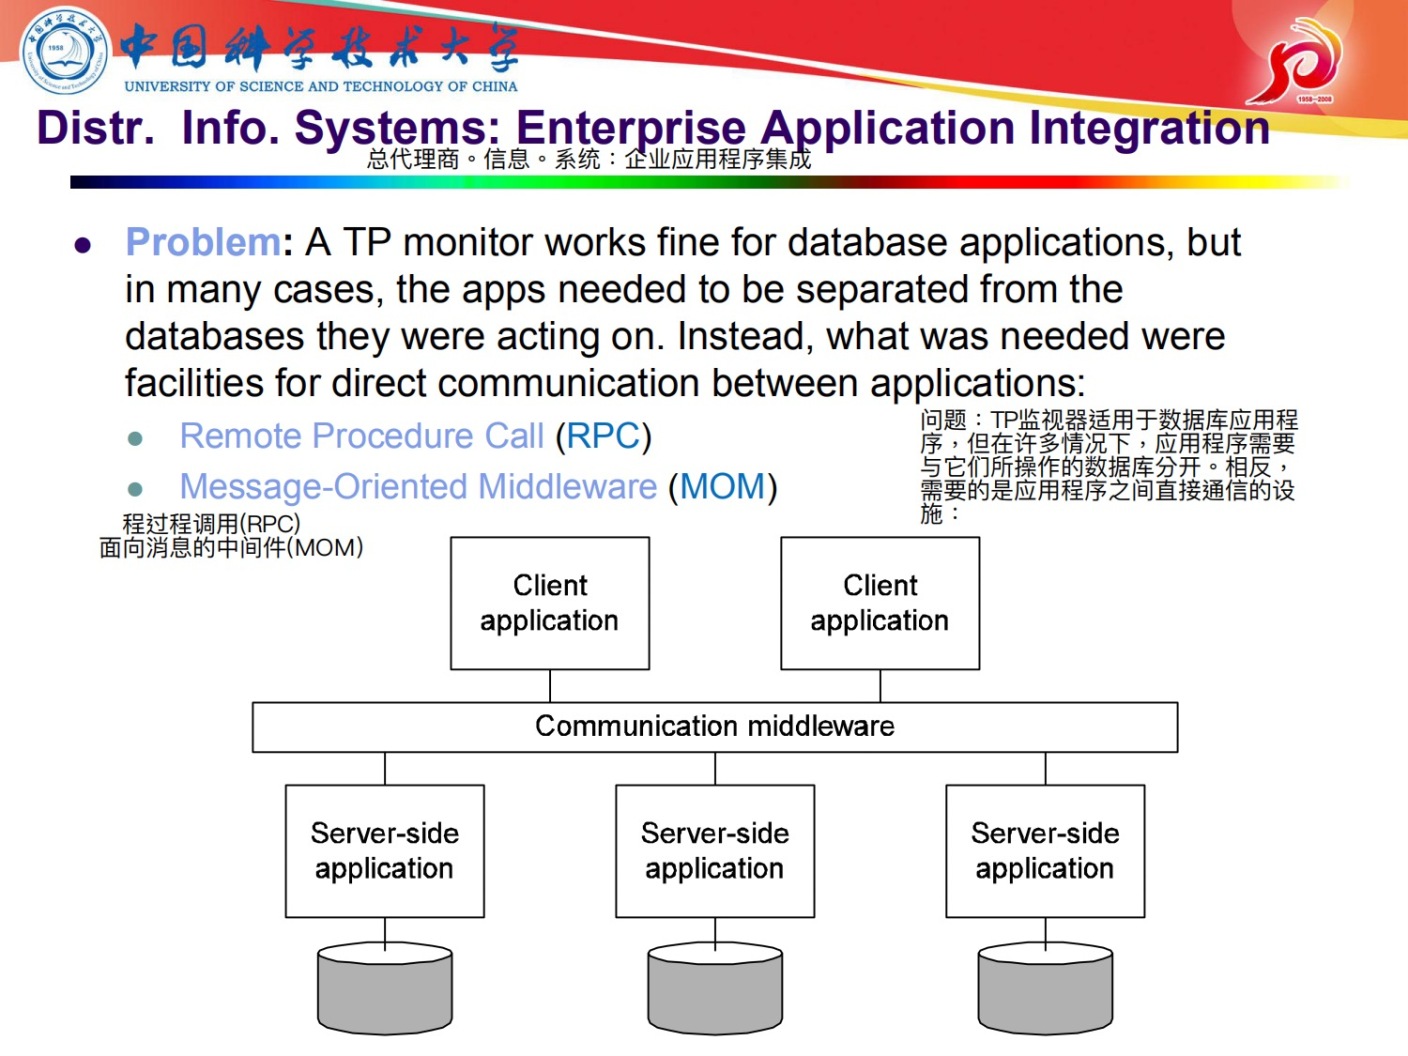 中国科学技术大学
UNIVERSITY OF SCIENCE AND TECHNOLOGY OF CHINA
1958
1958—2008
Distr. Info. Systems: Enterprise Application Integration
总代理商。信息。系统：企业应用程序集成
Problem: A TP monitor works fine for database applications, but
in many cases, the apps needed to be separated from the
databases they were acting on. Instead, what was needed were
facilities for direct communication between applications:
Remote Procedure Call (RPC)
Message-Oriented Middleware (MOM)
问题：TP监视器适用于数据库应用程
序，但在许多情况下，应用程序需要
与它们所操作的数据库分开。相反，
需要的是应用程序之间直接通信的设
施：
程过程调用(RPC)
面向消息的中间件(MOM)
Client
application
Client
application
Communication middleware
Server-side
application
Server-side
application
Server-side
application